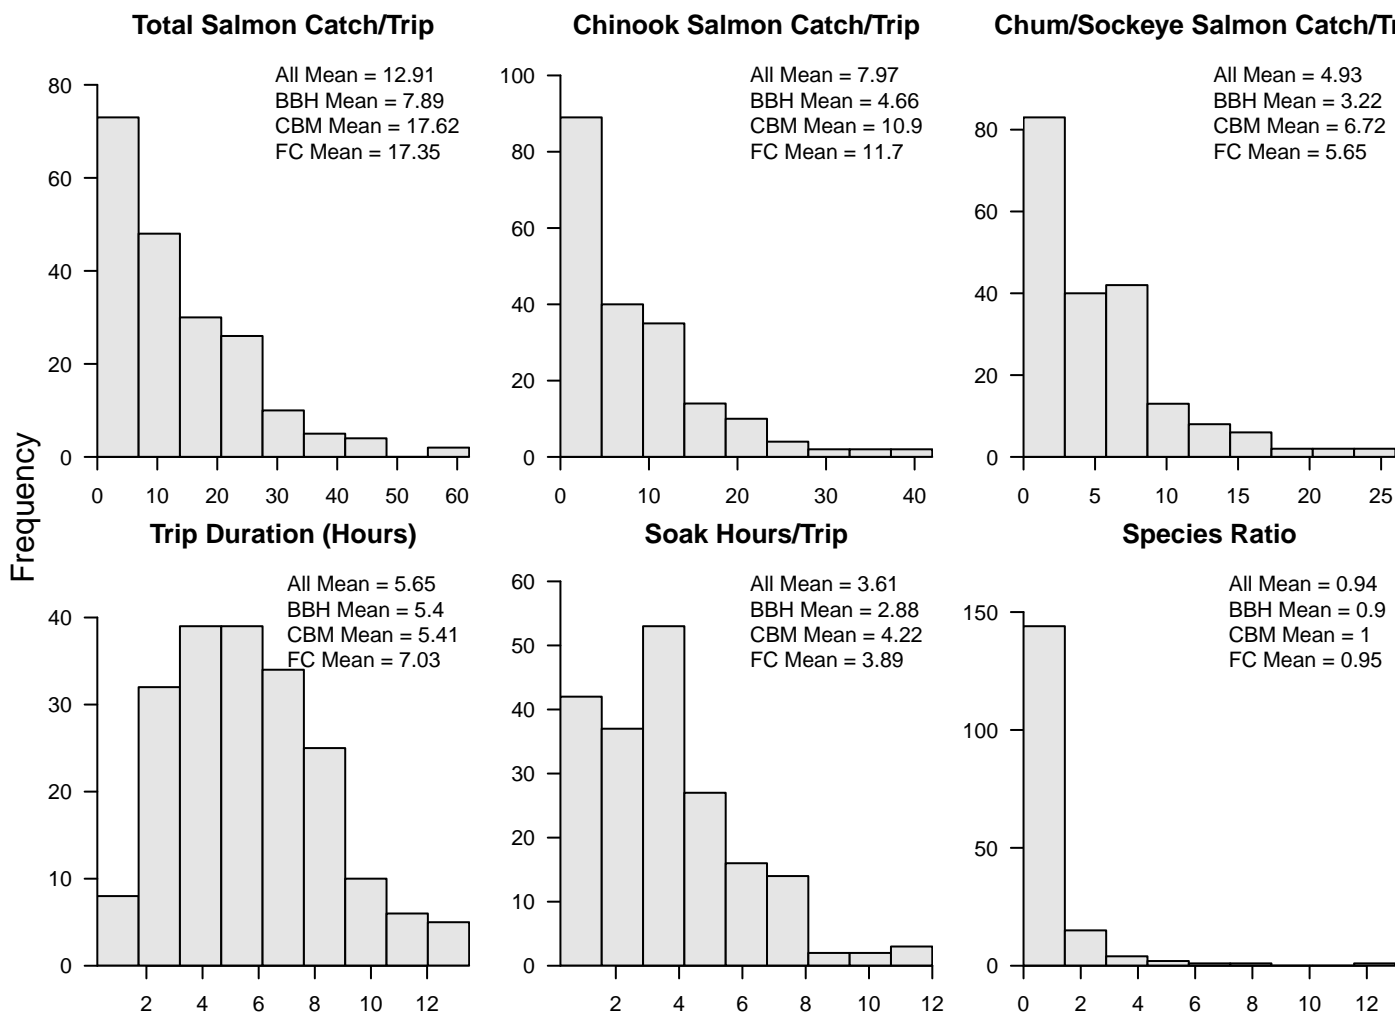 Total Salmon Catch/Trip
All Mean = 12.91
BBH Mean = 7.89
CBM Mean = 17.62
FC Mean = 17.35
80
60
40
20
0
0 10 20 30 40 50 60
Chinook Salmon Catch/Trip
All Mean = 7.97
BBH Mean = 4.66
CBM Mean = 10.9
FC Mean = 11.7
100
80
60
40
20
0
0 10 20 30 40
Chum/Sockeye Salmon Catch/Tr
All Mean = 4.93
BBH Mean = 3.22
CBM Mean = 6.72
FC Mean = 5.65
80
60
40
20
0
0 5 10 15 20 25
Frequency
Trip Duration (Hours)
All Mean = 5.65
BBH Mean = 5.4
CBM Mean = 5.41
FC Mean = 7.03
40
30
20
10
0
2 4 6 8 10 12
Soak Hours/Trip
All Mean = 3.61
BBH Mean = 2.88
CBM Mean = 4.22
FC Mean = 3.89
60
50
40
30
20
10
0
2 4 6 8 10 12
Species Ratio
All Mean = 0.94
BBH Mean = 0.9
CBM Mean = 1
FC Mean = 0.95
150
100
50
0
0 2 4 6 8 10 12